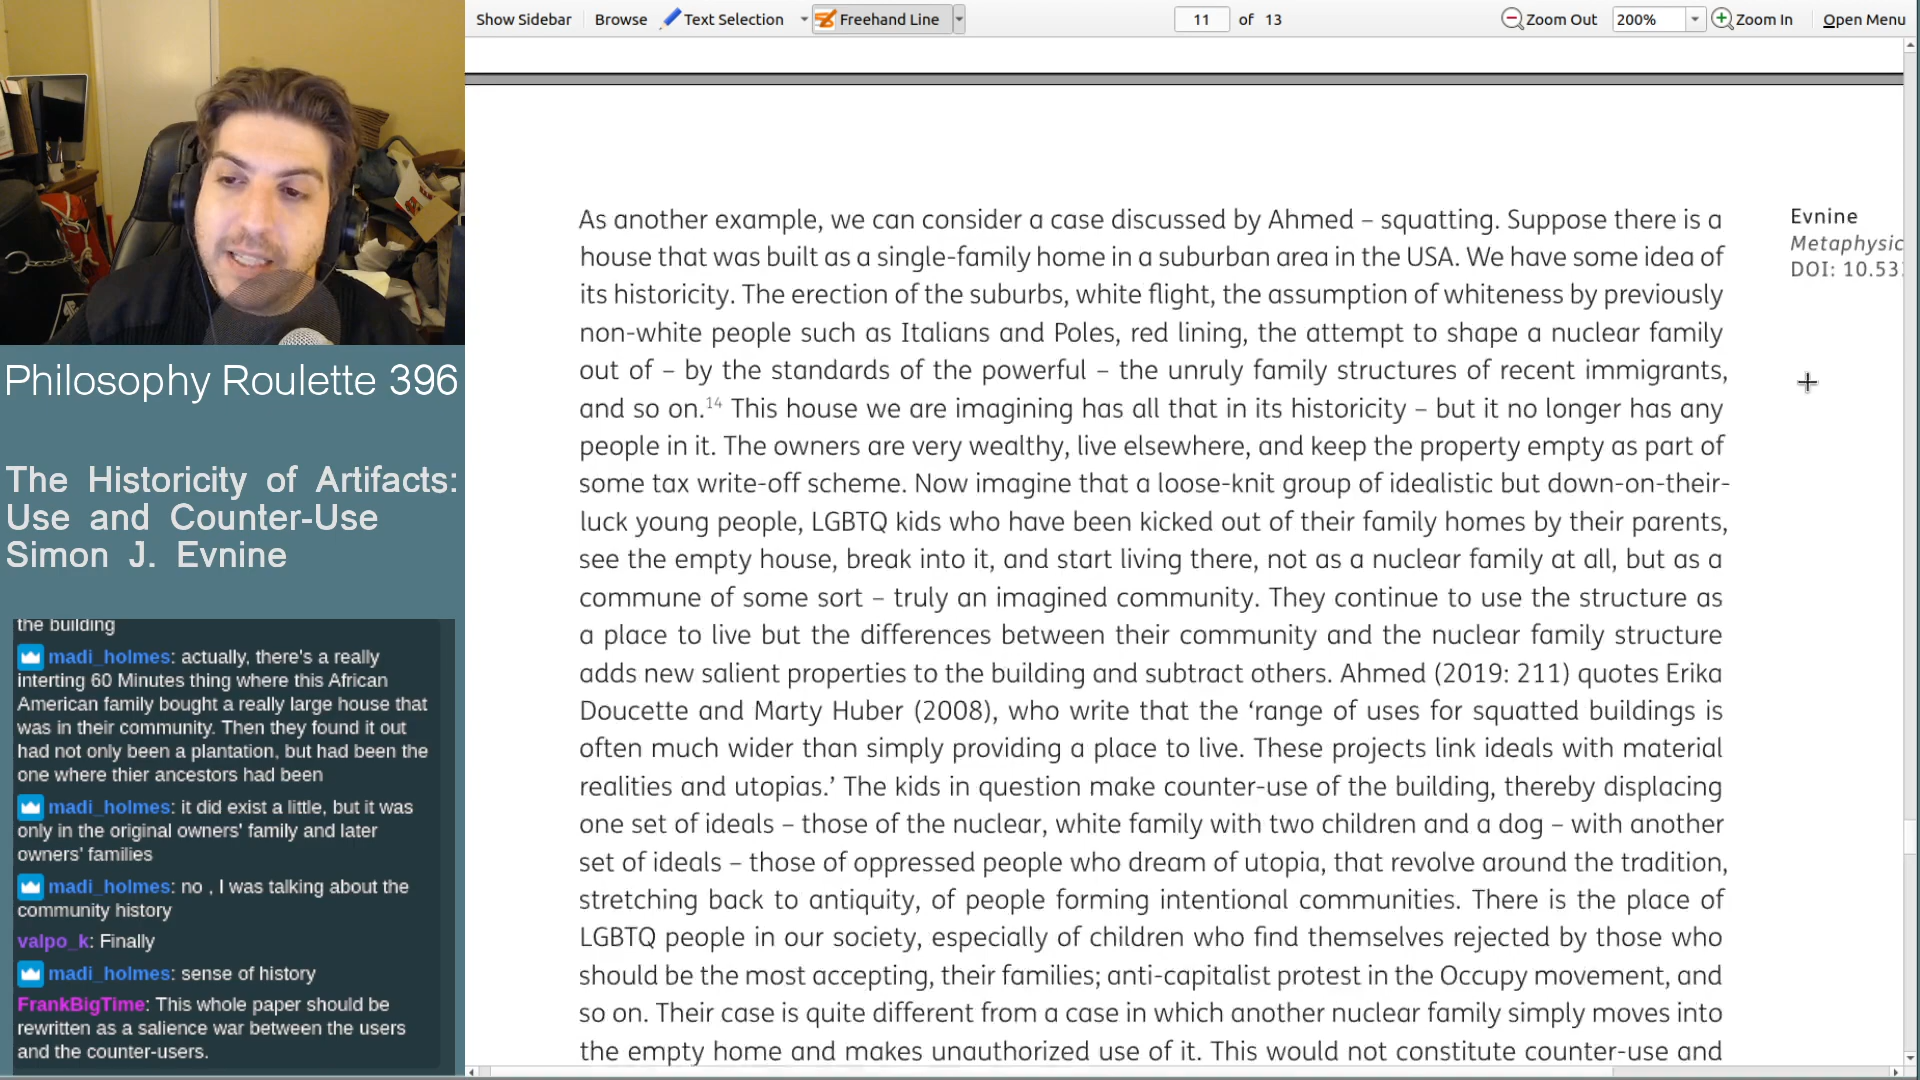 Show Sidebar Browse Text Selection Freehand Line 11 of 13 Zoom Out 200% Zoom In Open Menu
As another example, we can consider a case discussed by Ahmed – squatting. Suppose there is a
house that was built as a single-family home in a suburban area in the USA. We have some idea of
its historicity. The erection of the suburbs, white flight, the assumption of whiteness by previously
non-white people such as Italians and Poles, red lining, the attempt to shape a nuclear family
out of – by the standards of the powerful – the unruly family structures of recent immigrants,
and so on.14 This house we are imagining has all that in its historicity – but it no longer has any
people in it. The owners are very wealthy, live elsewhere, and keep the property empty as part of
some tax write-off scheme. Now imagine that a loose-knit group of idealistic but down-on-their-
luck young people, LGBTQ kids who have been kicked out of their family homes by their parents,
see the empty house, break into it, and start living there, not as a nuclear family at all, but as a
commune of some sort – truly an imagined community. They continue to use the structure as
a place to live but the differences between their community and the nuclear family structure
adds new salient properties to the building and subtract others. Ahmed (2019: 211) quotes Erika
Doucette and Marty Huber (2008), who write that the ‘range of uses for squatted buildings is
often much wider than simply providing a place to live. These projects link ideals with material
realities and utopias.’ The kids in question make counter-use of the building, thereby displacing
one set of ideals – those of the nuclear, white family with two children and a dog – with another
set of ideals – those of oppressed people who dream of utopia, that revolve around the tradition,
stretching back to antiquity, of people forming intentional communities. There is the place of
LGBTQ people in our society, especially of children who find themselves rejected by those who
should be the most accepting, their families; anti-capitalist protest in the Occupy movement, and
so on. Their case is quite different from a case in which another nuclear family simply moves into
the empty home and makes unauthorized use of it. This would not constitute counter-use and
Evnine
Metaphysic
DOI: 10.53
Philosophy Roulette 396
The Historicity of Artifacts:
Use and Counter-Use
Simon J. Evnine
the building
madi_holmes: actually, there's a really
interting 60 Minutes thing where this African
American family bought a really large house that
was in their community. Then they found it out
had not only been a plantation, but had been the
one where thier ancestors had been
madi_holmes: it did exist a little, but it was
only in the original owners' family and later
owners' families
madi_holmes: no , I was talking about the
community history
valpo_k: Finally
madi_holmes: sense of history
FrankBigTime: This whole paper should be
rewritten as a salience war between the users
and the counter-users.